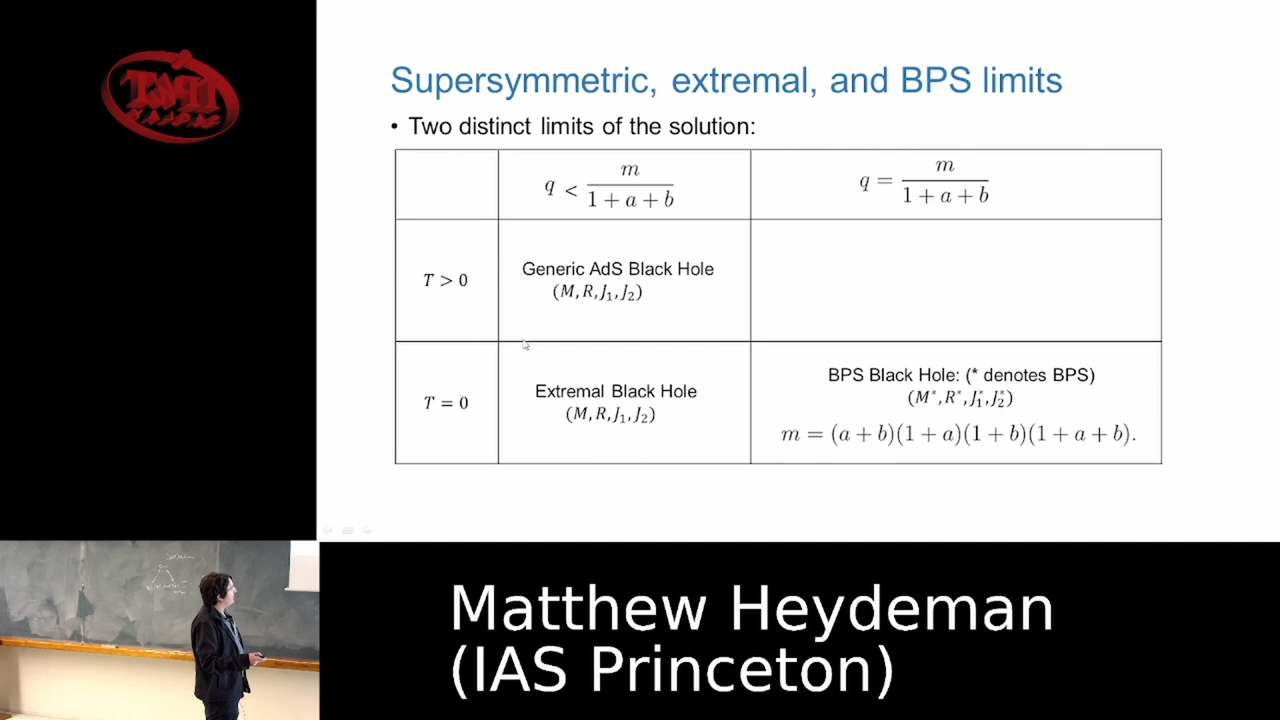 Supersymmetric, extremal, and BPS limits
• Two distinct limits of the solution:
q < m / (1 + a + b)
q = m / (1 + a + b)
T > 0
Generic AdS Black Hole
(M, R, J₁, J₂)
T = 0
Extremal Black Hole
(M, R, J₁, J₂)
BPS Black Hole: (* denotes BPS)
(M*, R*, J₁*, J₂*)
m = (a + b)(1 + a)(1 + b)(1 + a + b).
Matthew Heydeman
(IAS Princeton)